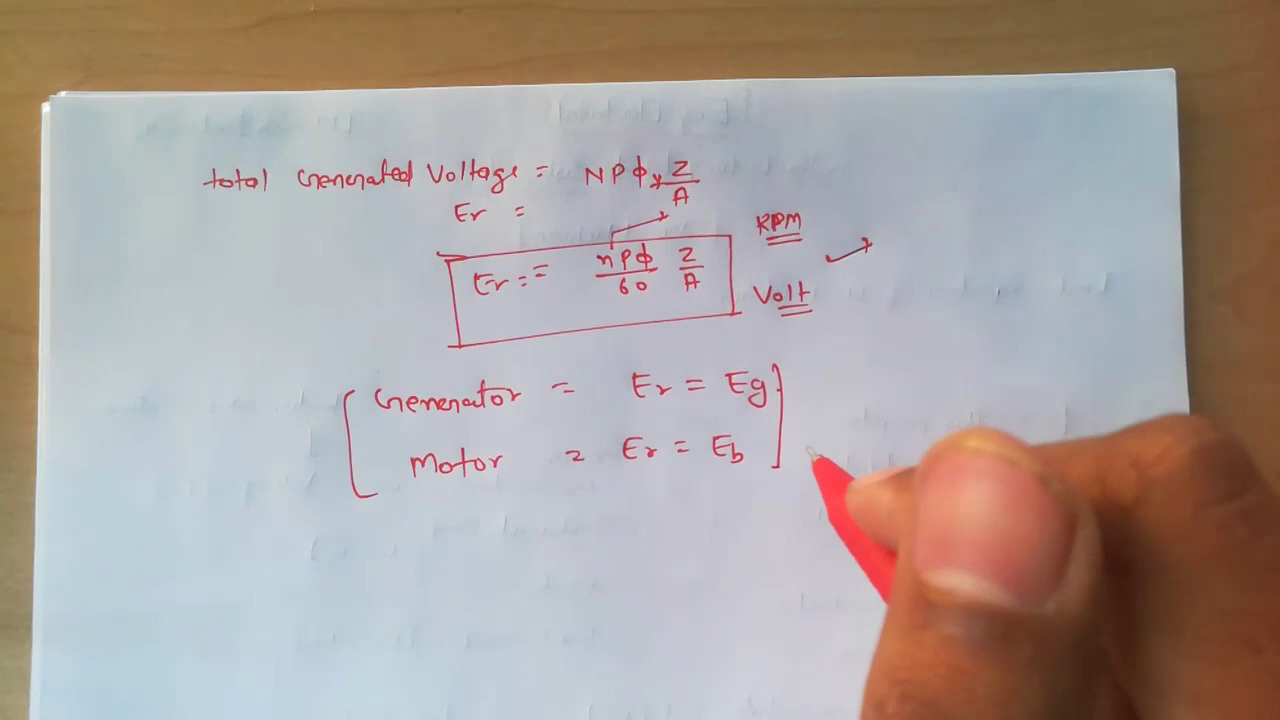 total Generated Voltage = NPΦ * Z/A
Er =
Er = = nPΦ/60 Z/A
RPM
Volt
Generator = Er = Eg
Motor = Er = Eb